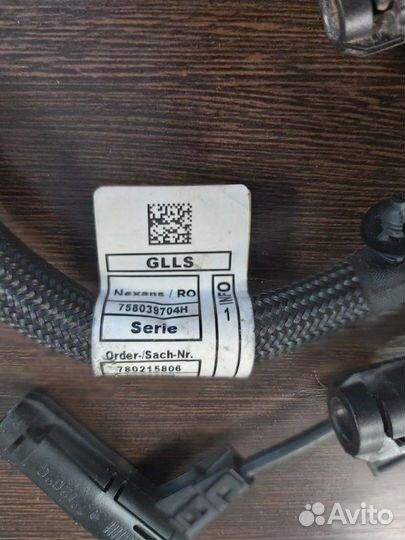 GLLS
Nexans / RO
758039704H
Serie
Order-/Sach-Nr.
780215806
INFO
1
Avito